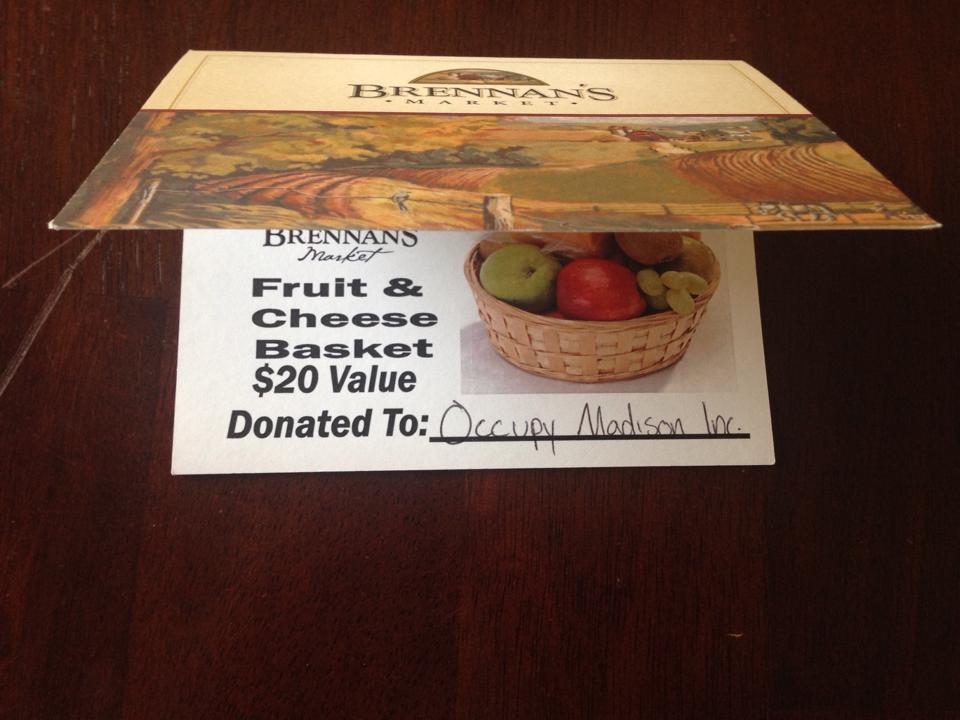 BRENNAN'S
• MARKET •
BRENNAN'S
Market
Fruit &
Cheese
Basket
$20 Value
Donated To: Occupy Madison Inc.